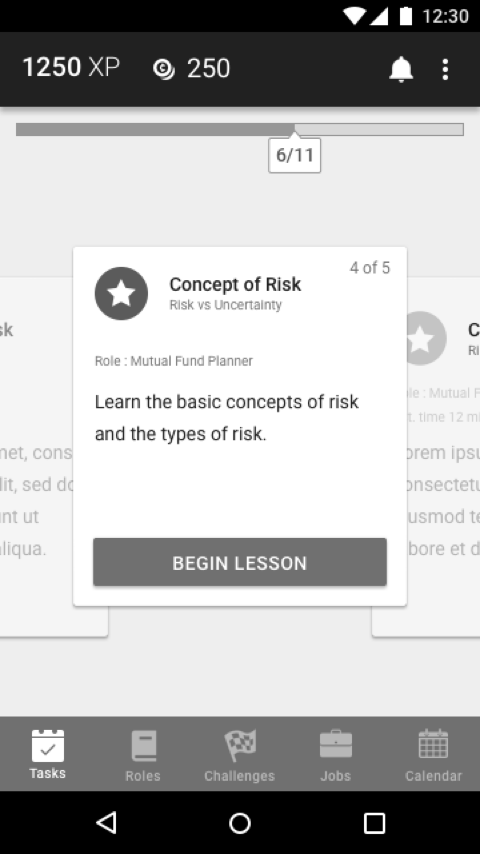 12:30
1250 XP
250
6/11
4 of 5
Concept of Risk
Risk vs Uncertainty
Role : Mutual Fund Planner
Learn the basic concepts of risk
and the types of risk.
BEGIN LESSON
sk
met, cons
lit, sed do
unt ut
aliqua.
C
Ri
ole : Mutual F
t. time 12 mi
orem ipsu
onsectetu
usmod te
bore et d
Tasks
Roles
Challenges
Jobs
Calendar